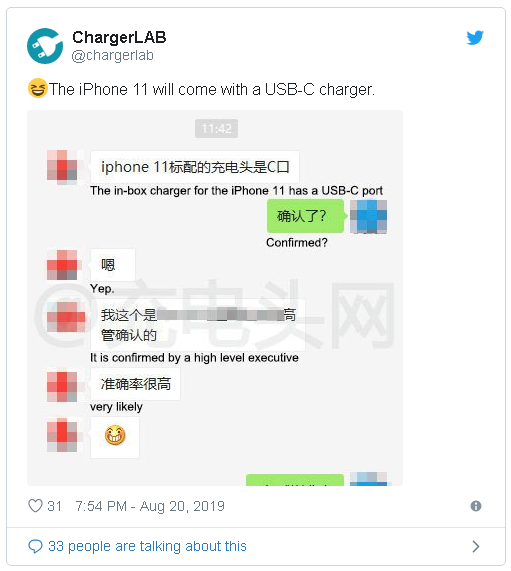 ChargerLAB
@chargerlab
😆The iPhone 11 will come with a USB-C charger.
11:42
iphone 11标配的充电头是C口
The in-box charger for the iPhone 11 has a USB-C port
确认了？
Confirmed?
嗯
Yep.
@充电头网
我这个是 高
管确认的
It is confirmed by a high level executive
准确率很高
very likely
31 7:54 PM - Aug 20, 2019
33 people are talking about this